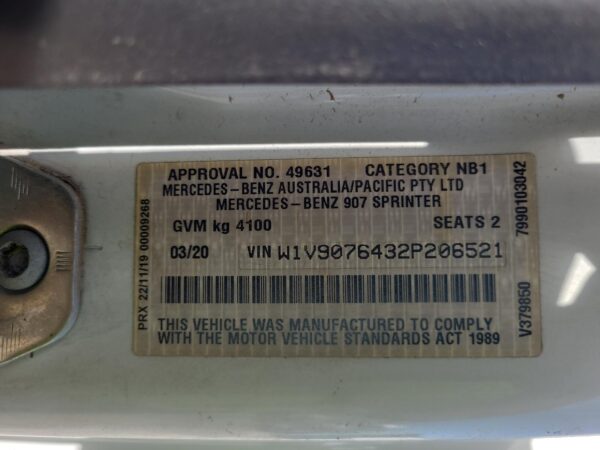 APPROVAL NO. 49631 CATEGORY NB1
MERCEDES-BENZ AUSTRALIA/PACIFIC PTY LTD
MERCEDES-BENZ 907 SPRINTER
GVM kg 4100 SEATS 2
03/20 VIN W1V9076432P206521
THIS VEHICLE WAS MANUFACTURED TO COMPLY
WITH THE MOTOR VEHICLE STANDARDS ACT 1989
PRX 22/11/19 00009268
V379850 7990103042